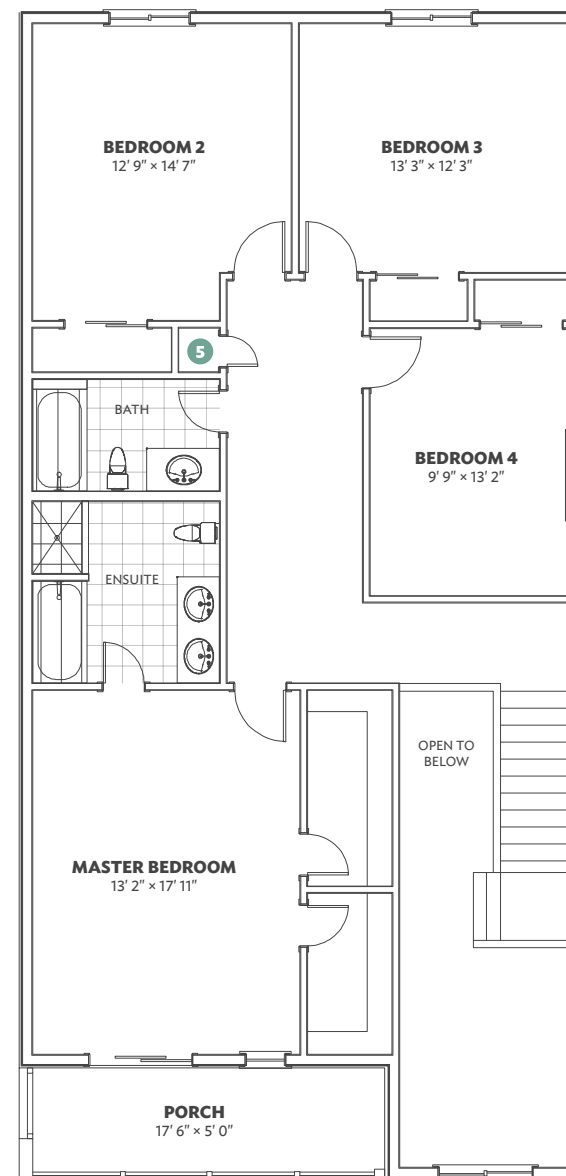 BEDROOM 2
12' 9" × 14' 7"
BEDROOM 3
13' 3" × 12' 3"
5
BATH
BEDROOM 4
9' 9" × 13' 2"
ENSUITE
OPEN TO
BELOW
MASTER BEDROOM
13' 2" × 17' 11"
PORCH
17' 6" × 5' 0"